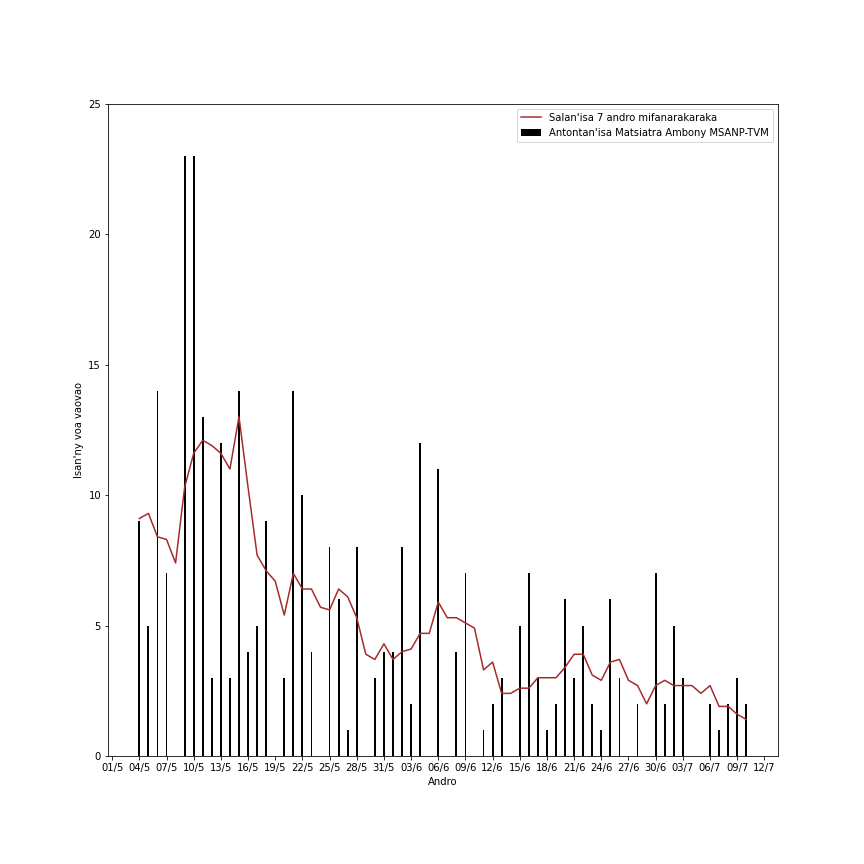 Salan'isa 7 andro mifanarakaraka
Antontan'isa Matsiatra Ambony MSANP-TVM
25
20
15
10
5
0
Isan'ny voa vaovao
01/5 04/5 07/5 10/5 13/5 16/5 19/5 22/5 25/5 28/5 31/5 03/6 06/6 09/6 12/6 15/6 18/6 21/6 24/6 27/6 30/6 03/7 06/7 09/7 12/7
Andro